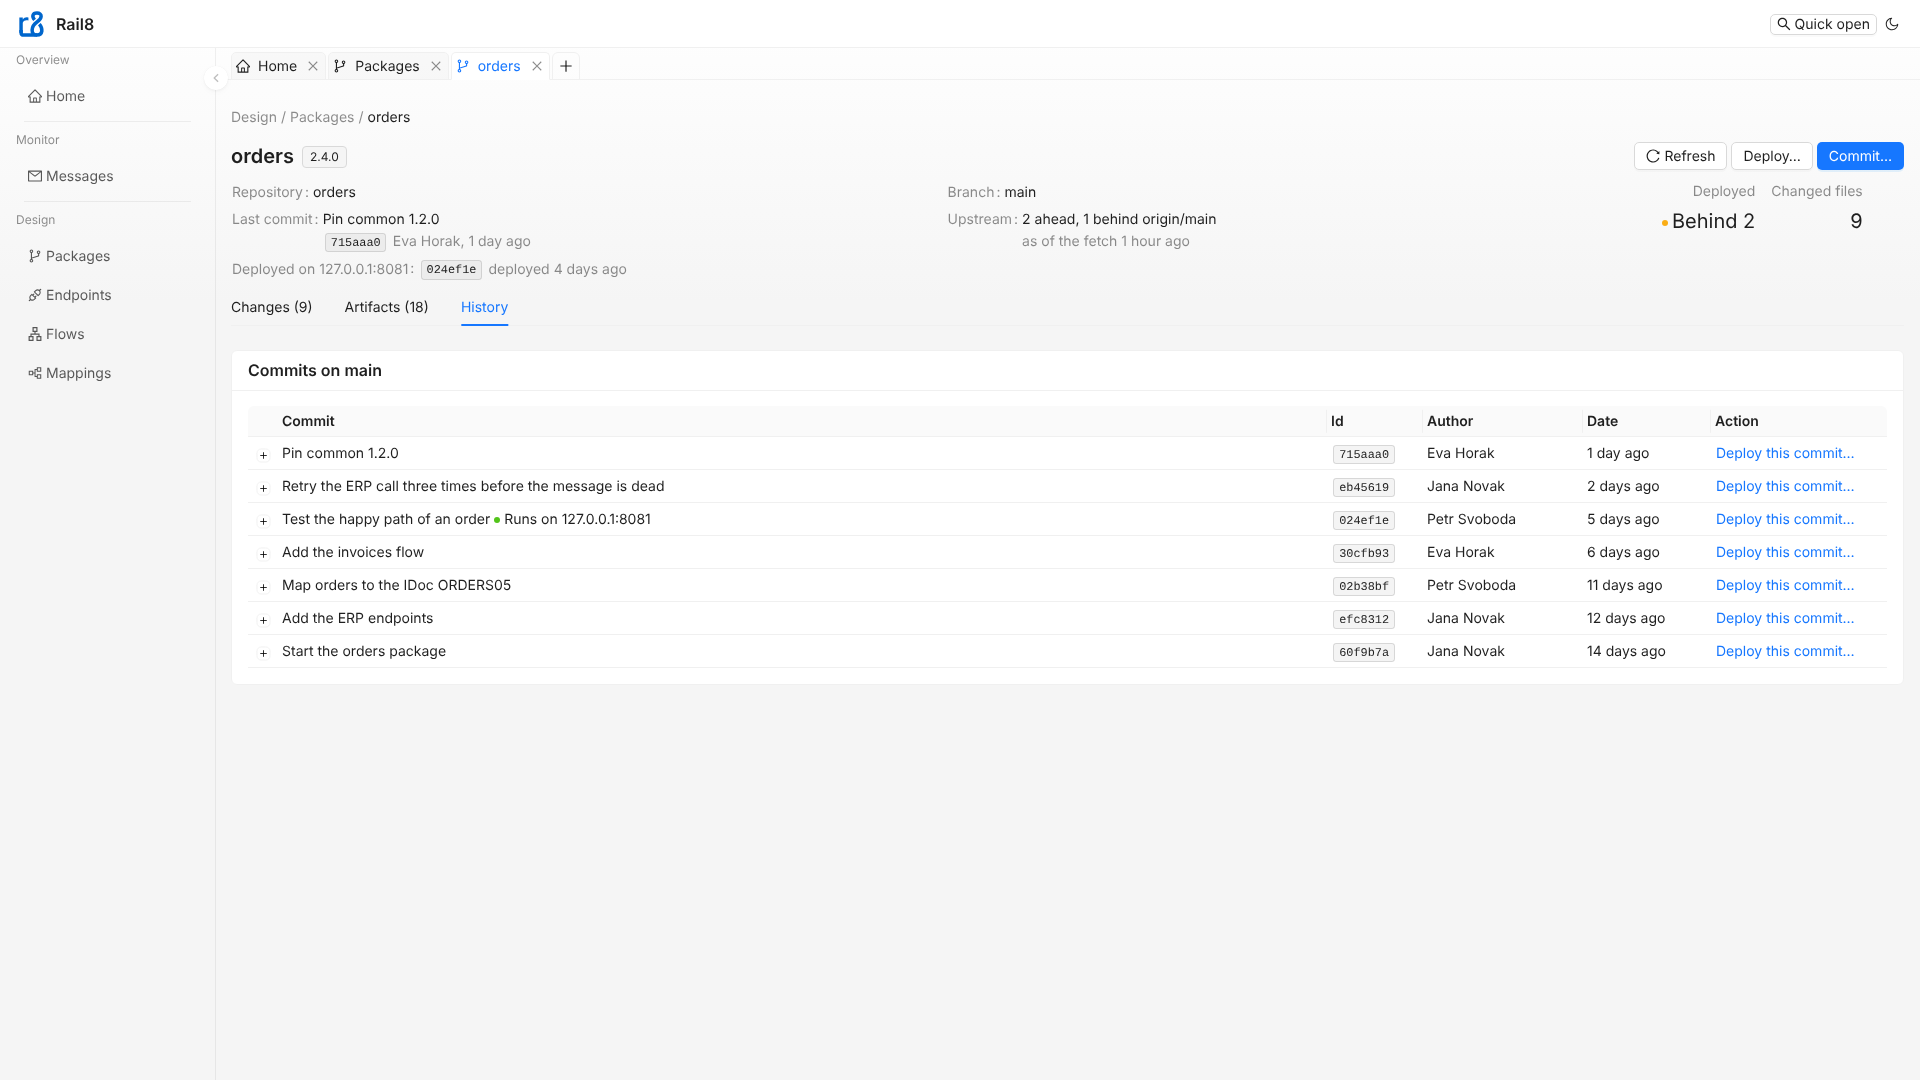 r8 Rail8 Quick open
Overview
Home
Monitor
Messages
Design
Packages
Endpoints
Flows
Mappings
Home Packages orders
Design / Packages / orders
orders 2.4.0 Refresh Deploy... Commit...
Repository: orders Branch: main Deployed Changed files
Last commit: Pin common 1.2.0 Upstream: 2 ahead, 1 behind origin/main Behind 2 9
715aaa0 Eva Horak, 1 day ago as of the fetch 1 hour ago
Deployed on 127.0.0.1:8081: 024ef1e deployed 4 days ago
Changes (9) Artifacts (18) History
Commits on main
Commit Id Author Date Action
+ Pin common 1.2.0 715aaa0 Eva Horak 1 day ago Deploy this commit...
+ Retry the ERP call three times before the message is dead eb45619 Jana Novak 2 days ago Deploy this commit...
+ Test the happy path of an order Runs on 127.0.0.1:8081 024ef1e Petr Svoboda 5 days ago Deploy this commit...
+ Add the invoices flow 30cfb93 Eva Horak 6 days ago Deploy this commit...
+ Map orders to the IDoc ORDERS05 02b38bf Petr Svoboda 11 days ago Deploy this commit...
+ Add the ERP endpoints efc8312 Jana Novak 12 days ago Deploy this commit...
+ Start the orders package 60f9b7a Jana Novak 14 days ago Deploy this commit...